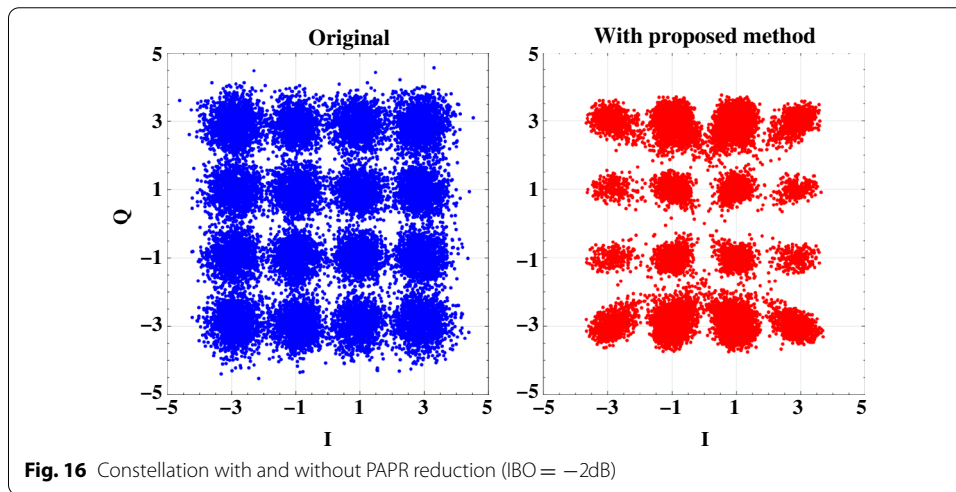 Original
With proposed method
5
3
1
−1
−3
−5
Q
−5 −3 −1 1 3 5
I
5
3
1
−1
−3
−5
−5 −3 −1 1 3 5
I
Fig. 16 Constellation with and without PAPR reduction (IBO = −2dB)